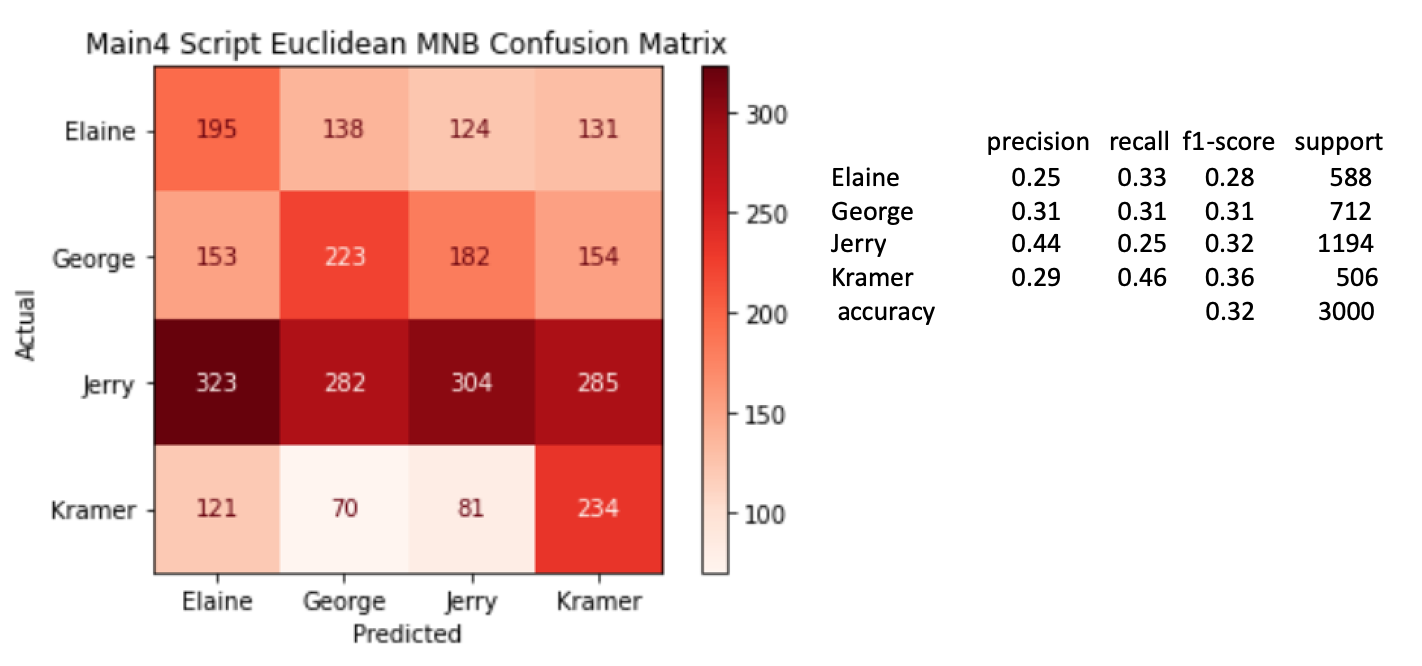 Main4 Script Euclidean MNB Confusion Matrix
Elaine 195 138 124 131
George 153 223 182 154
Jerry 323 282 304 285
Kramer 121 70 81 234
Elaine George Jerry Kramer
Predicted
Actual
300
250
200
150
100
precision recall f1-score support
Elaine 0.25 0.33 0.28 588
George 0.31 0.31 0.31 712
Jerry 0.44 0.25 0.32 1194
Kramer 0.29 0.46 0.36 506
accuracy 0.32 3000